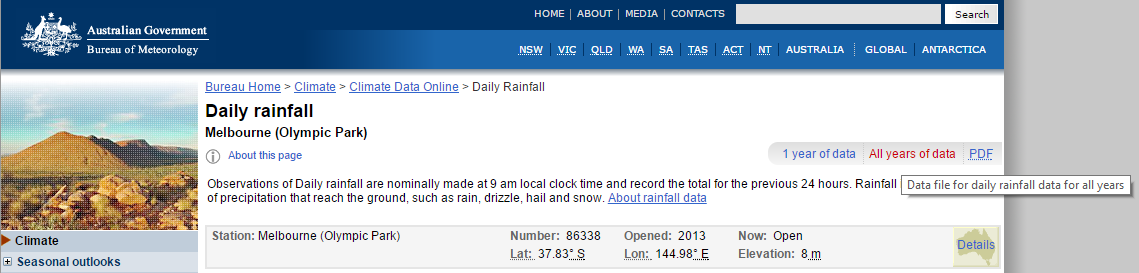 HOME | ABOUT | MEDIA | CONTACTS
Search
Australian Government
Bureau of Meteorology
NSW | VIC | QLD | WA | SA | TAS | ACT | NT | AUSTRALIA | GLOBAL | ANTARCTICA
Bureau Home > Climate > Climate Data Online > Daily Rainfall
Daily rainfall
Melbourne (Olympic Park)
About this page
1 year of data | All years of data | PDF
Observations of Daily rainfall are nominally made at 9 am local clock time and record the total for the previous 24 hours. Rainfall
Data file for daily rainfall data for all years
of precipitation that reach the ground, such as rain, drizzle, hail and snow. About rainfall data
Station: Melbourne (Olympic Park) Number: 86338 Opened: 2013 Now: Open
Lat: 37.83° S Lon: 144.98° E Elevation: 8 m
Details
Climate
Seasonal outlooks